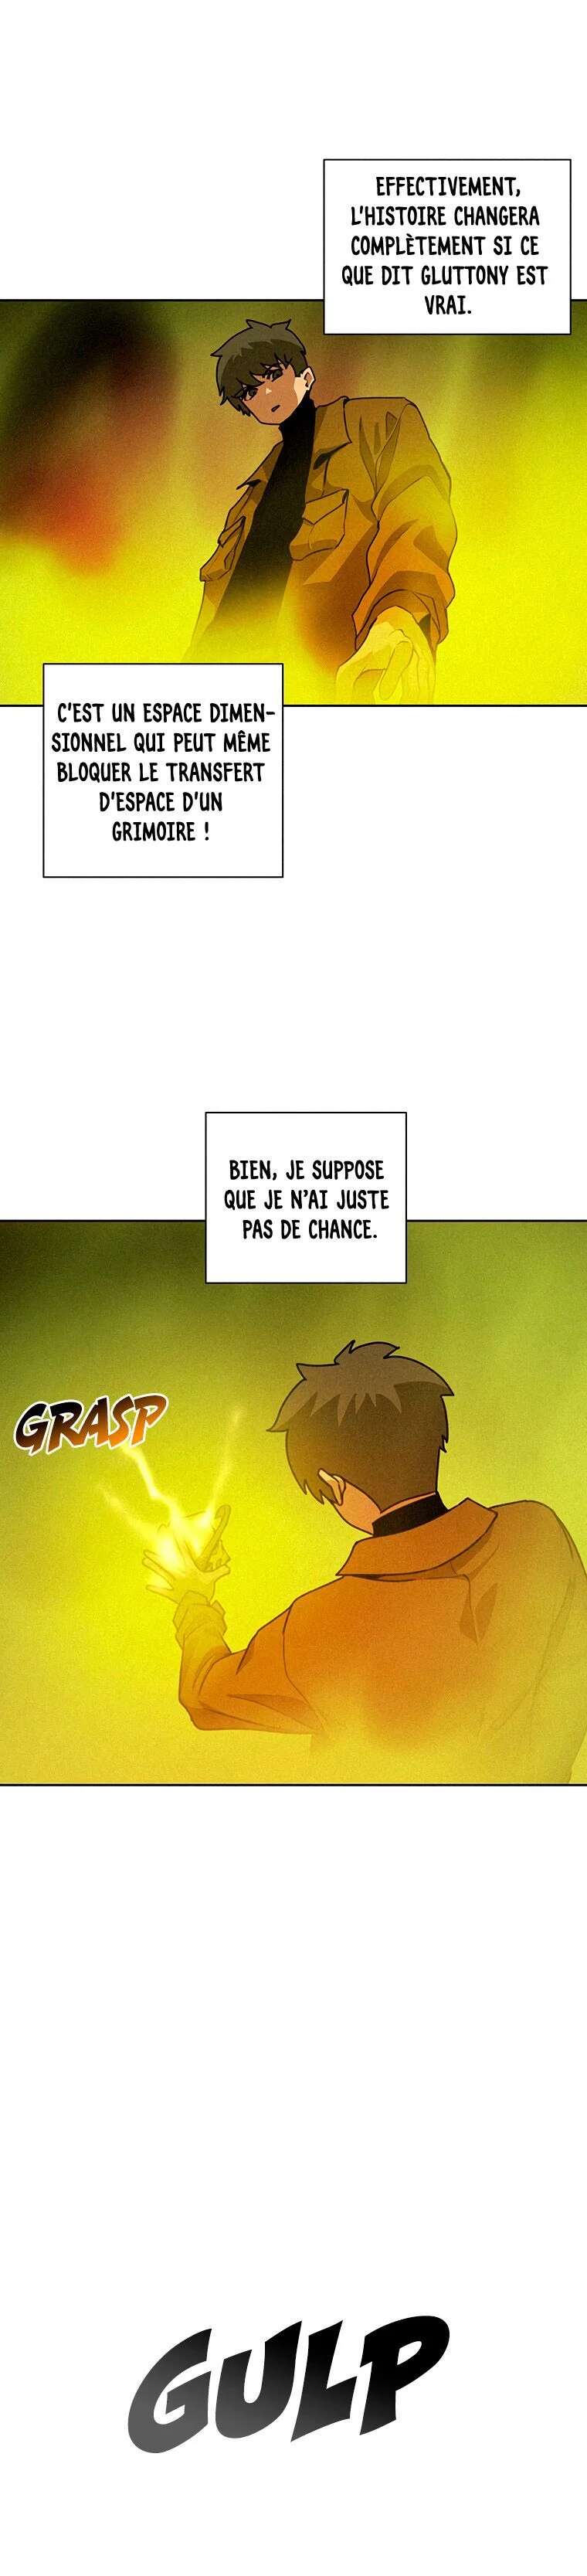 EFFECTIVEMENT,
L'HISTOIRE CHANGERA
COMPLÈTEMENT SI CE
QUE DIT GLUTTONY EST
VRAI.
C'EST UN ESPACE DIMEN-
SIONNEL QUI PEUT MÊME
BLOQUER LE TRANSFERT
D'ESPACE D'UN
GRIMOIRE !
BIEN, JE SUPPOSE
QUE JE N'AI JUSTE
PAS DE CHANCE.
GRASP
GULP